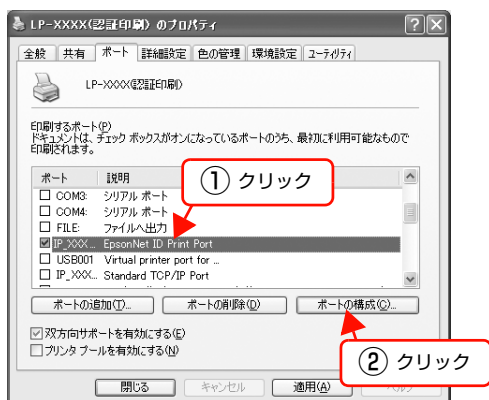 LP-XXXX(認証印刷) のプロパティ
全般 共有 ポート 詳細設定 色の管理 環境設定 ユーティリティ
LP-XXXX(認証印刷)
印刷するポート(P)
ドキュメントは、チェック ボックスがオンになっているポートのうち、最初に利用可能なもので
印刷されます。
ポート 説明
COM3: シリアル ポート
COM4: シリアル ポート
FILE: ファイルへ出力
IP_XXX... EpsonNet ID Print Port
USB001 Virtual printer port for ...
IP_XXX... Standard TCP/IP Port
① クリック
ポートの追加(T)... ポートの削除(D) ポートの構成(C)...
双方向サポートを有効にする(E)
プリンタ プールを有効にする(N)
② クリック
閉じる キャンセル 適用(A)